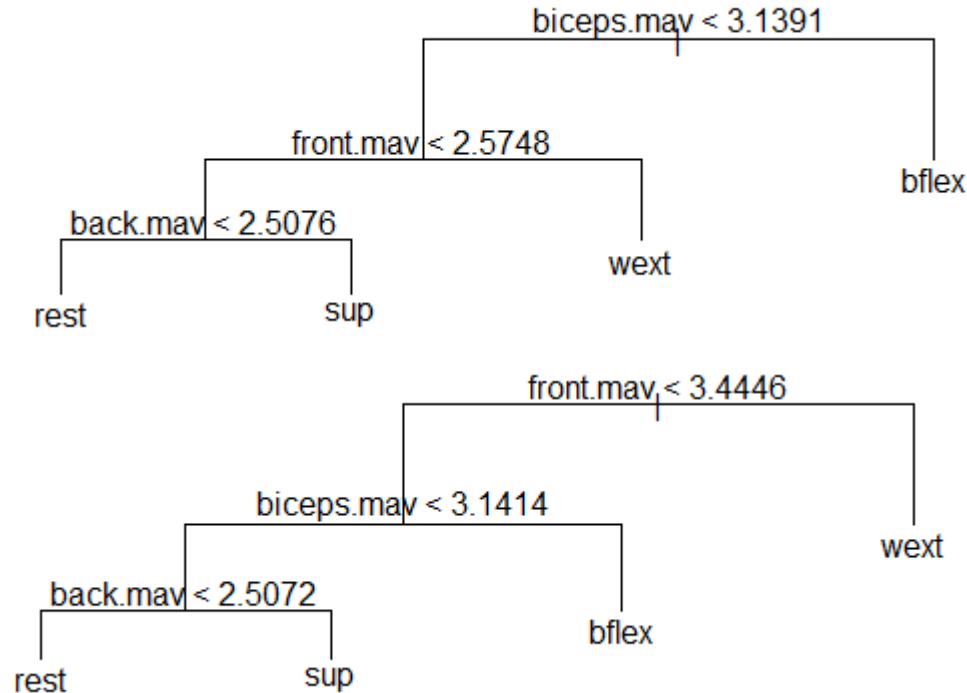 biceps.mav < 3.1391
front.mav < 2.5748
bflex
back.mav < 2.5076
wext
rest
sup
front.mav < 3.4446
biceps.mav < 3.1414
wext
back.mav < 2.5072
bflex
rest
sup